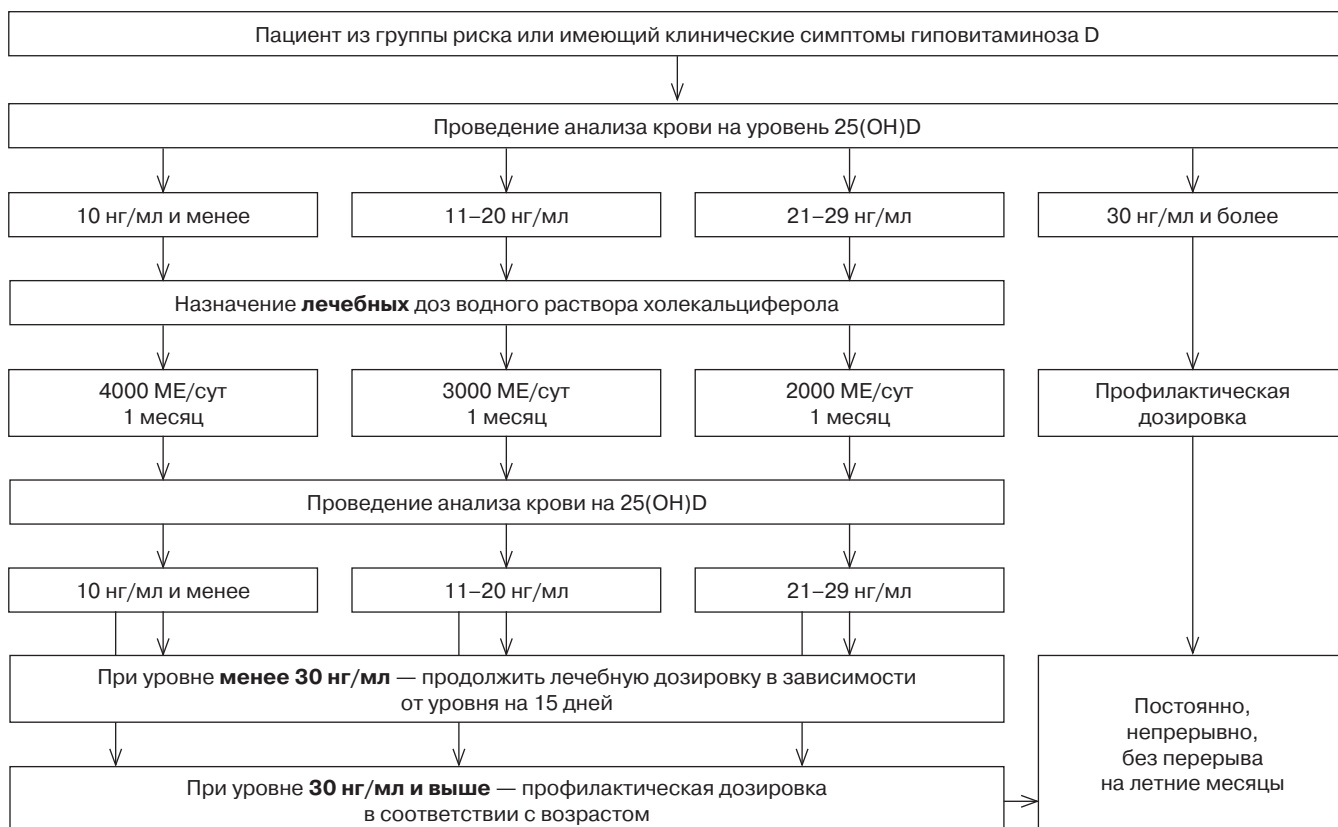 Пациент из группы риска или имеющий клинические симптомы гиповитаминоза D
Проведение анализа крови на уровень 25(OH)D
10 нг/мл и менее
11–20 нг/мл
21–29 нг/мл
30 нг/мл и более
Назначение лечебных доз водного раствора холекальциферола
4000 МЕ/сут
1 месяц
3000 МЕ/сут
1 месяц
2000 МЕ/сут
1 месяц
Профилактическая
дозировка
Проведение анализа крови на 25(OH)D
10 нг/мл и менее
11–20 нг/мл
21–29 нг/мл
При уровне менее 30 нг/мл — продолжить лечебную дозировку в зависимости
от уровня на 15 дней
При уровне 30 нг/мл и выше — профилактическая дозировка
в соответствии с возрастом
Постоянно,
непрерывно,
без перерыва
на летние месяцы